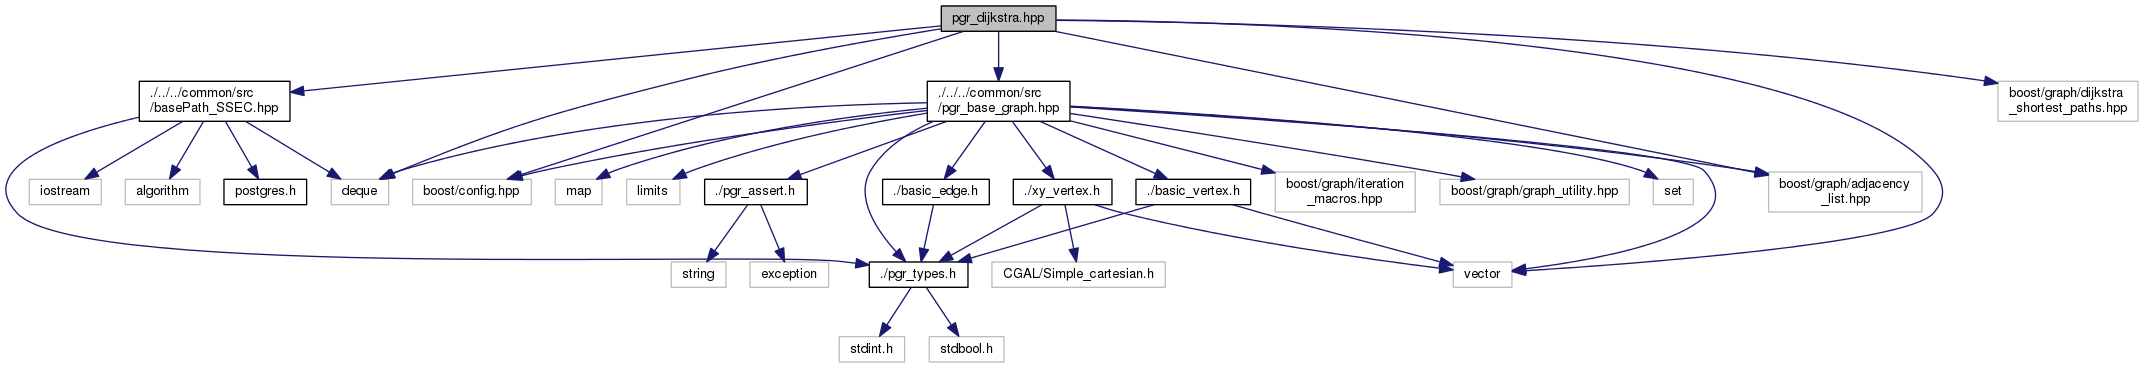 pgr_dijkstra.hpp
./../../common/src
/basePath_SSEC.hpp
./../../common/src
/pgr_base_graph.hpp
boost/graph/dijkstra
_shortest_paths.hpp
iostream
algorithm
postgres.h
deque
boost/config.hpp
map
limits
./pgr_assert.h
./basic_edge.h
./xy_vertex.h
./basic_vertex.h
boost/graph/iteration
_macros.hpp
boost/graph/graph_utility.hpp
set
boost/graph/adjacency
_list.hpp
string
exception
./pgr_types.h
CGAL/Simple_cartesian.h
vector
stdint.h
stdbool.h